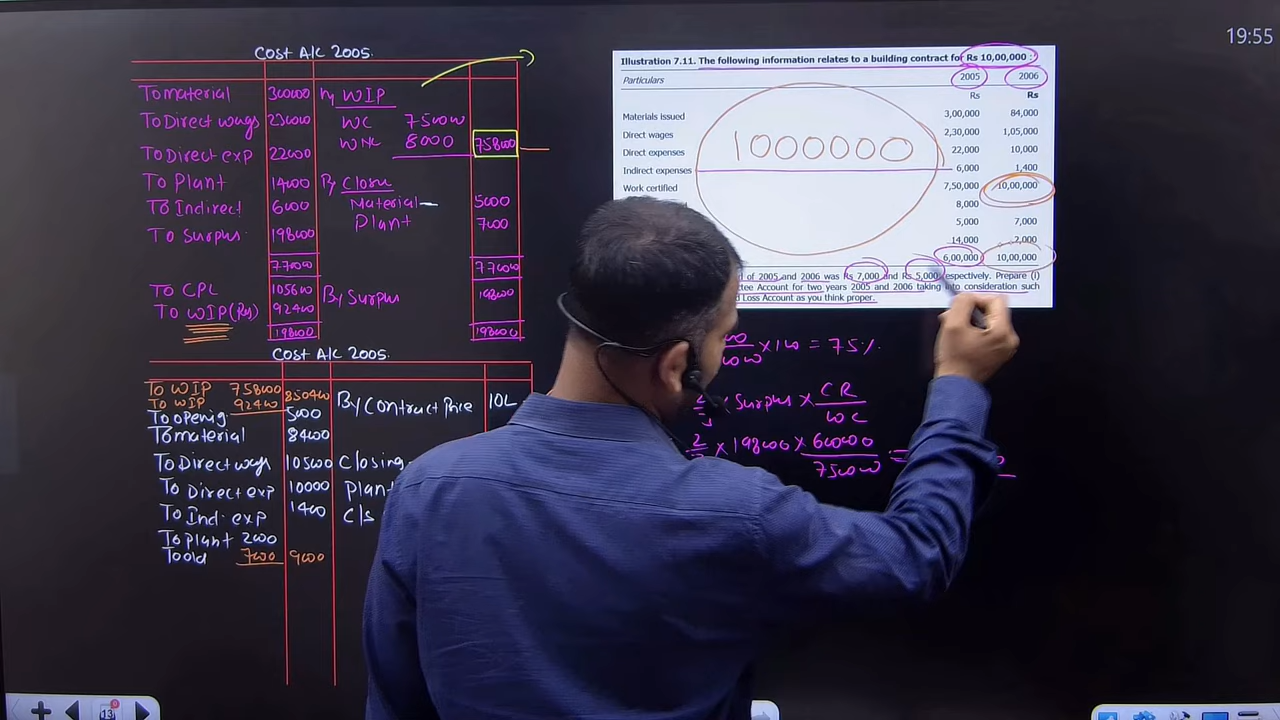 19:55
Cost A/C 2005.
To material 300000 By WIP
To Direct wages 230000 WC 750000
To Direct exp 22000 WNC 8000 758000
To Plant 14000 By Closu
To Indirect 6000 Material 5000
To Surplus 198000 Plant 7000
770000 770000
To CPL 105600 By Surplus 198000
To WIP (Res) 92400
198000 198000
Cost A/C 2005.
To WIP 758000
To WIP 92400 850400 By Contract Price 10L
To opening 5000
To material 84000
To Direct wags 105000 Closing
To Direct exp 10000 Plant
To Ind. exp 1400 C/S
To plant 2000
To old 7000 9000
Illustration 7.11. The following information relates to a building contract for Rs 10,00,000 :
Particulars 2005 2006
Rs Rs
Materials issued 3,00,000 84,000
Direct wages 2,30,000 1,05,000
Direct expenses 22,000 10,000
Indirect expenses 6,000 1,400
Work certified 7,50,000 10,00,000
8,000
5,000 7,000
14,000 2,000
6,00,000 10,00,000
1000000
of 2005 and 2006 was Rs 7,000 and Rs 5,000 respectively. Prepare (i)
Account for two years 2005 and 2006 taking into consideration such
Loss Account as you think proper.
×100 = 75%.
× Surplus × CR
WC
2 × 198000 × 600000 =
750000